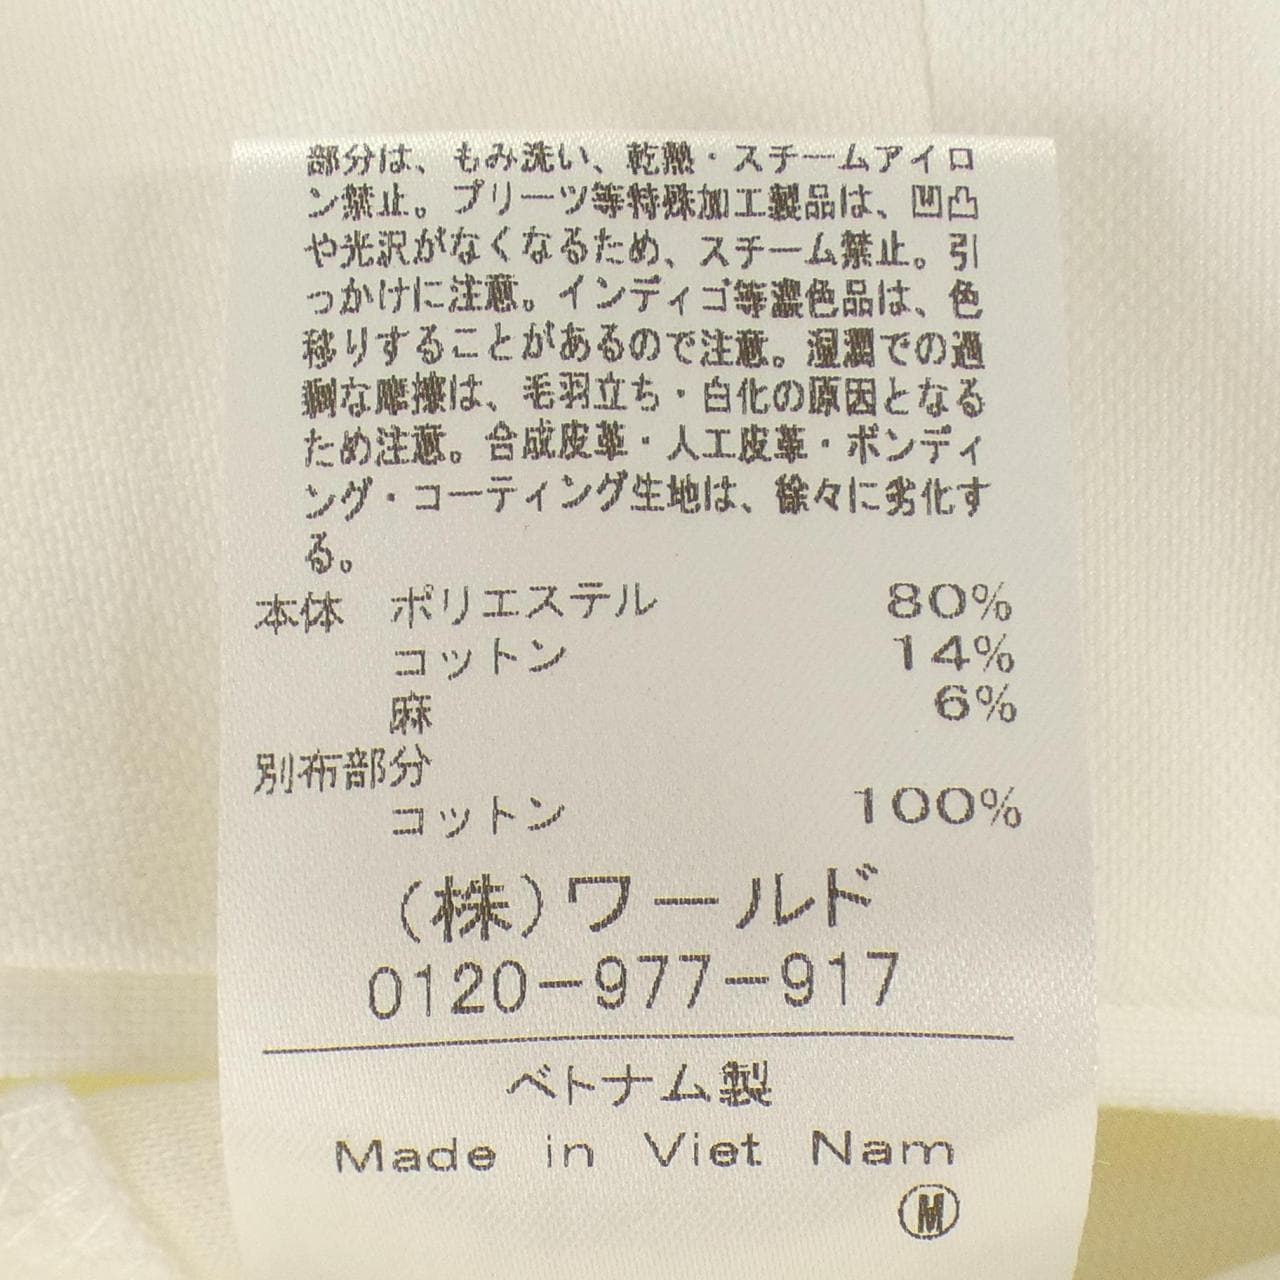 部分は、もみ洗い、乾熱・スチームアイロ
ン禁止。プリーツ等特殊加工製品は、凹凸
や光沢がなくなるため、スチーム禁止。引
っかけに注意。インディゴ等濃色品は、色
移りすることがあるので注意。湿潤での過
剰な摩擦は、毛羽立ち・白化の原因となる
ため注意。合成皮革・人工皮革・ボンディ
ング・コーティング生地は、徐々に劣化す
る。
本体 ポリエステル 80%
コットン 14%
麻 6%
別布部分
コットン 100%
(株)ワールド
0120-977-917
ベトナム製
Made in Viet Nam
M